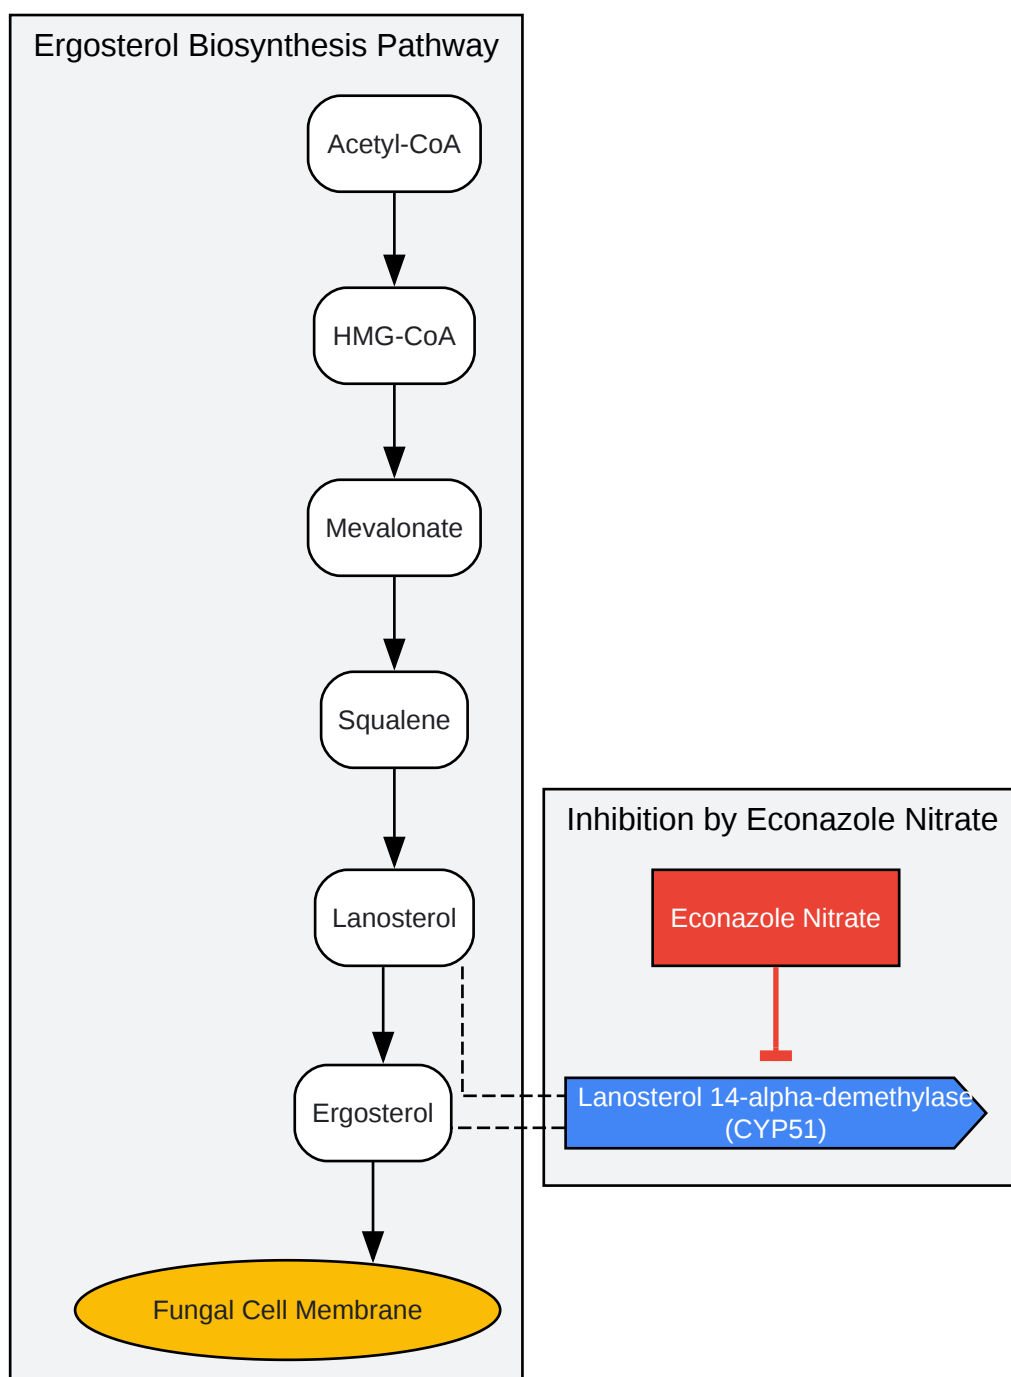 Ergosterol Biosynthesis Pathway
Acetyl-CoA
HMG-CoA
Mevalonate
Squalene
Lanosterol
Ergosterol
Fungal Cell Membrane
Inhibition by Econazole Nitrate
Econazole Nitrate
Lanosterol 14-alpha-demethylase
(CYP51)